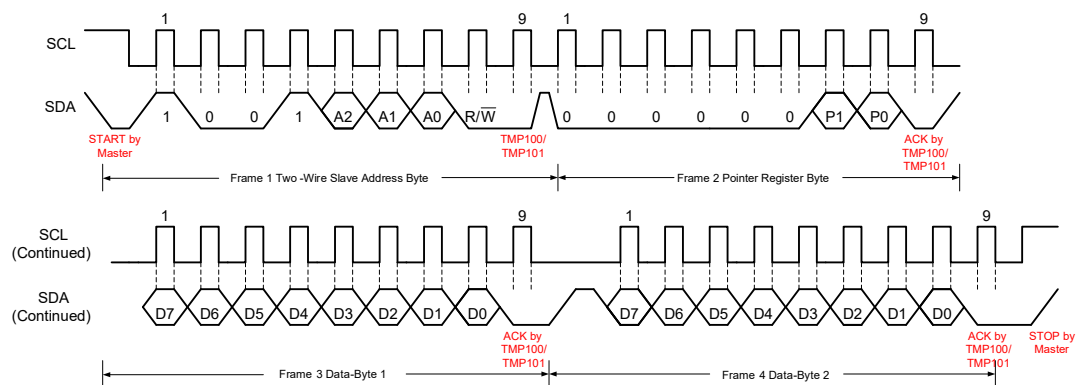 1 9 1 9
SCL
SDA
1 0 0 1 A2 A1 A0 R/W̅ 0 0 0 0 0 0 P1 P0
START by
Master
TMP100/
TMP101
ACK by
TMP100/
TMP101
Frame 1 Two -Wire Slave Address Byte
Frame 2 Pointer Register Byte
1 9 1 9
SCL
(Continued)
SDA
(Continued)
D7 D6 D5 D4 D3 D2 D1 D0 D7 D6 D5 D4 D3 D2 D1 D0
ACK by
TMP100/
TMP101
ACK by
TMP100/
TMP101
STOP by
Master
Frame 3 Data-Byte 1
Frame 4 Data-Byte 2